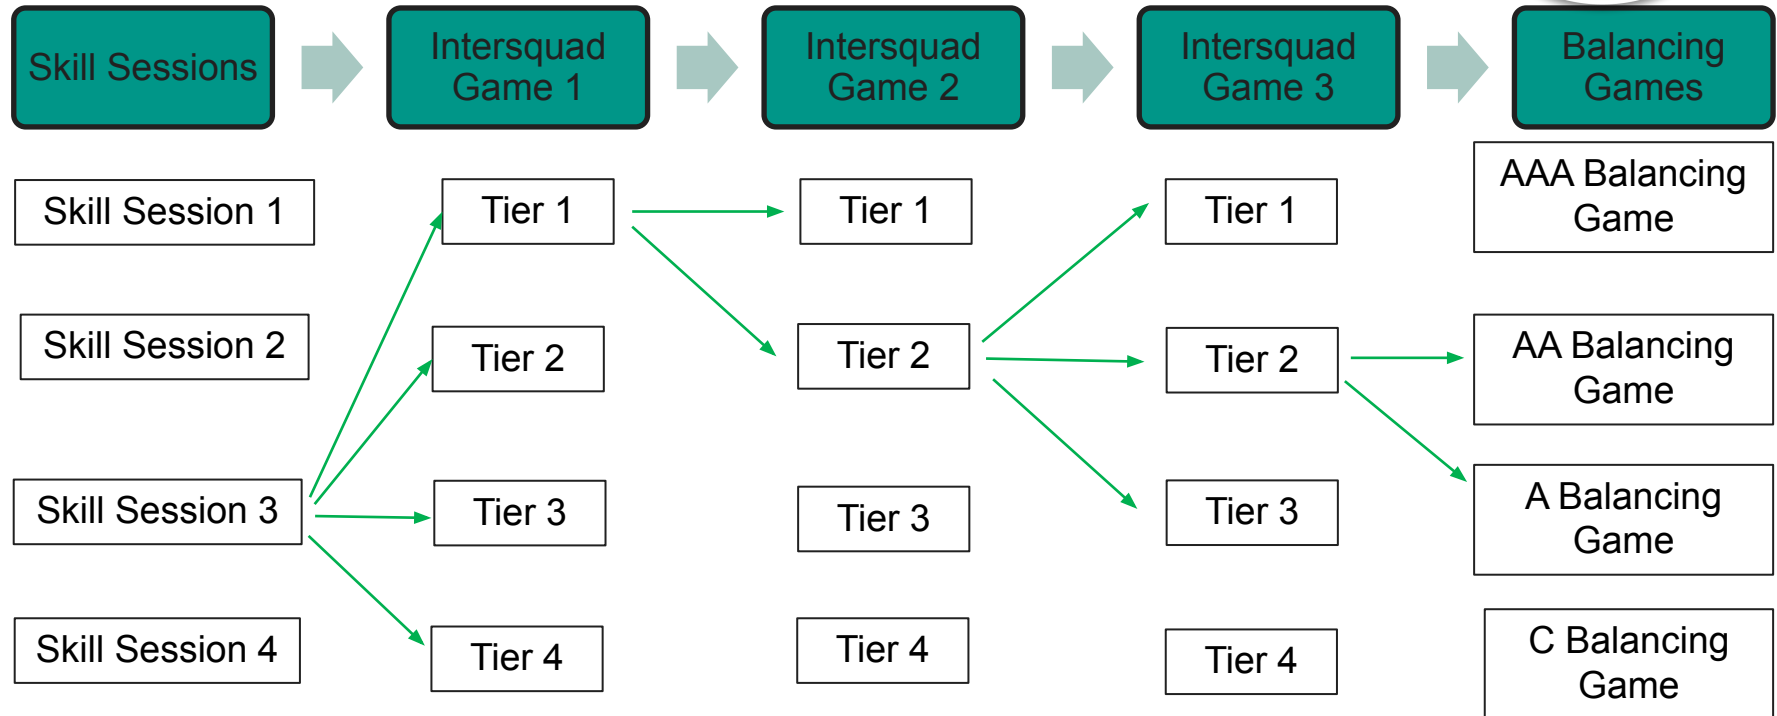 Skill Sessions
Intersquad
Game 1
Intersquad
Game 2
Intersquad
Game 3
Balancing
Games
Skill Session 1
Tier 1
Tier 1
Tier 1
AAA Balancing
Game
Skill Session 2
Tier 2
Tier 2
Tier 2
AA Balancing
Game
Skill Session 3
Tier 3
Tier 3
Tier 3
A Balancing
Game
Skill Session 4
Tier 4
Tier 4
Tier 4
C Balancing
Game